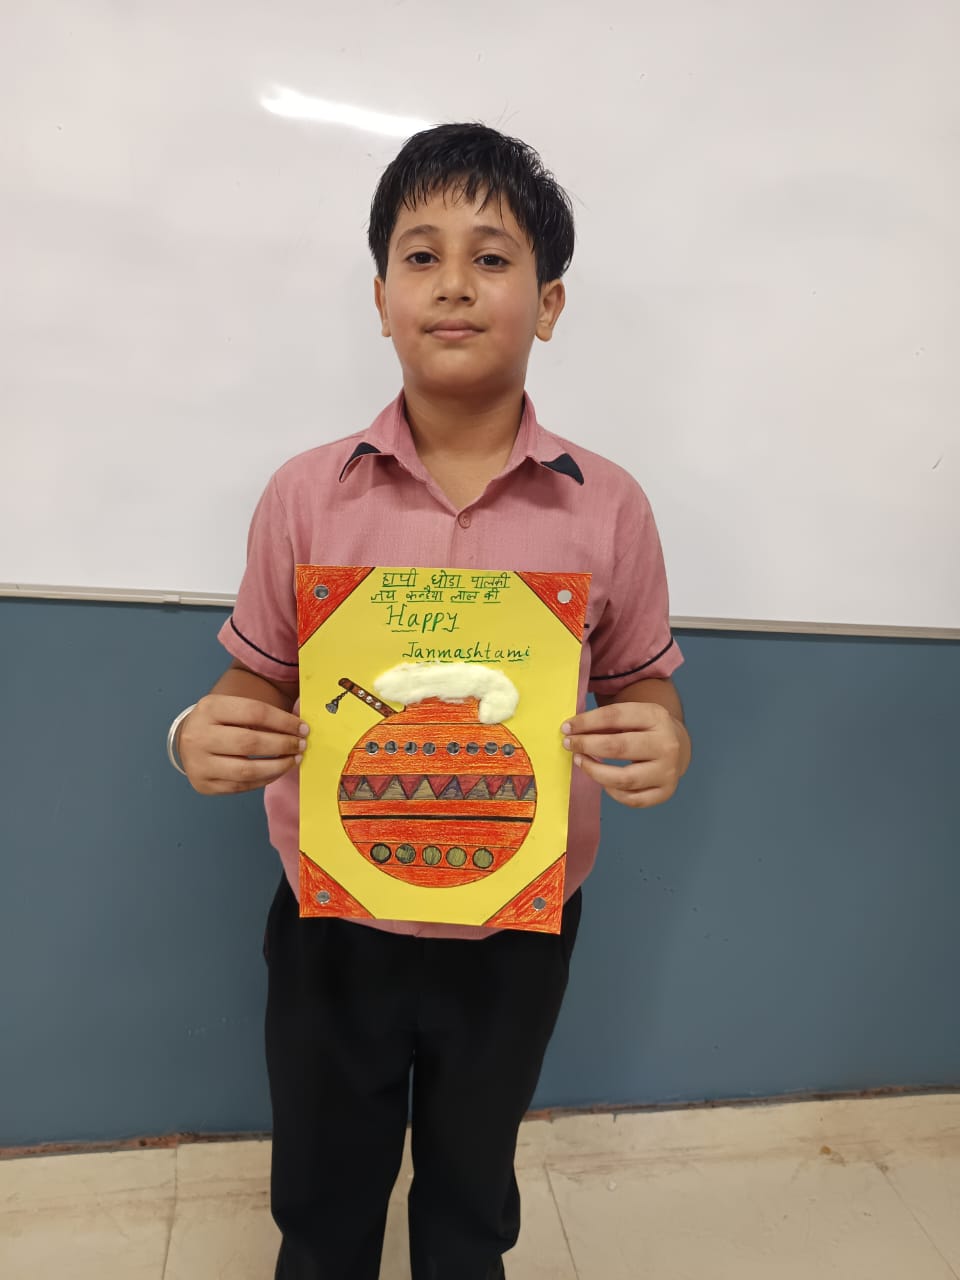 हाथी घोडा पालकी
जय कन्हैया लाल की
Happy
Janmashtami